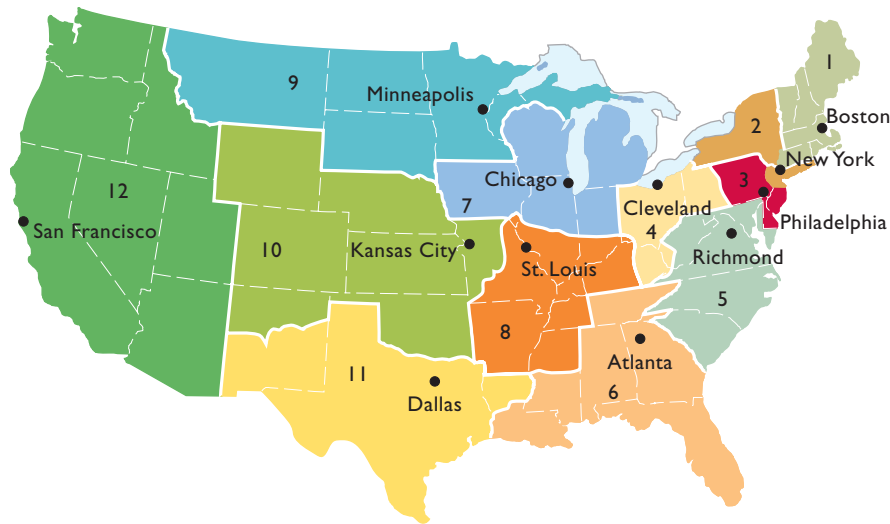 1
9
Minneapolis
Boston
2
New York
3
Chicago
12
7
Cleveland
Philadelphia
San Francisco
4
10
Kansas City
Richmond
St. Louis
5
8
Atlanta
11
6
Dallas